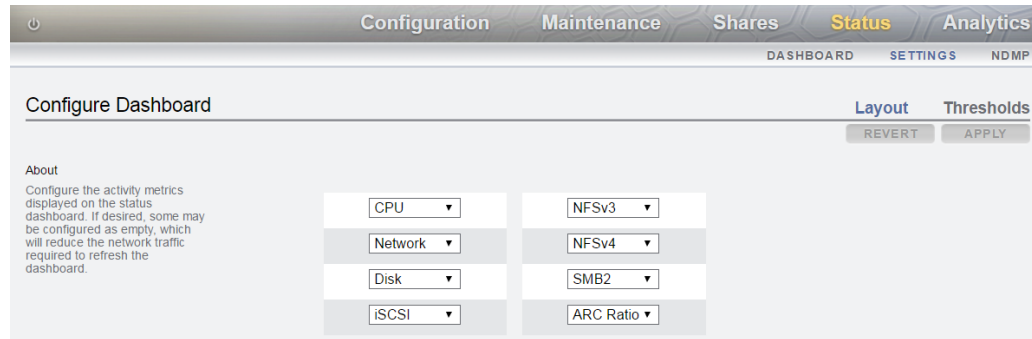 Configuration Maintenance Shares Status Analytics
DASHBOARD SETTINGS NDMP
Configure Dashboard
Layout Thresholds
REVERT APPLY
About
Configure the activity metrics
displayed on the status
dashboard. If desired, some may
be configured as empty, which
will reduce the network traffic
required to refresh the
dashboard.
CPU NFSv3
Network NFSv4
Disk SMB2
iSCSI ARC Ratio